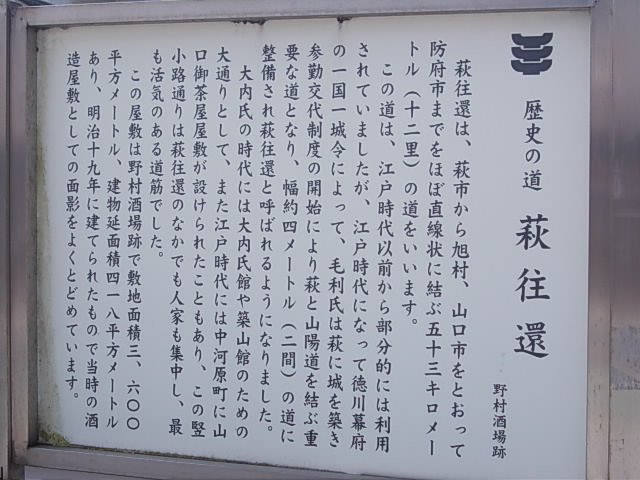 歴史の道
萩往還
野村酒場跡
萩往還は、萩市から旭村、山口市をとおって
防府市までをほぼ直線状に結ぶ五十三キロメー
トル(十二里)の道をいいます。
この道は、江戸時代以前から部分的には利用
されていましたが、江戸時代になって徳川幕府
の一国一城令によって、毛利氏は萩に城を築き
参勤交代制度の開始により萩と山陽道を結ぶ重
要な道となり、幅約四メートル(二間)の道に
整備され萩往還と呼ばれるようになりました。
大内氏の時代には大内氏館や築山館のための
大通りとして、また江戸時代には中河原町に山
口御茶屋屋敷が設けられたこともあり、この竪
小路通りは萩往還のなかでも人家も集中し、最
も活気のある道筋でした。
この屋敷は野村酒場跡で敷地面積三、六〇〇
平方メートル、建物延面積四一八平方メートル
あり、明治十九年に建てられたもので当時の酒
造屋敷としての面影をよくとどめています。